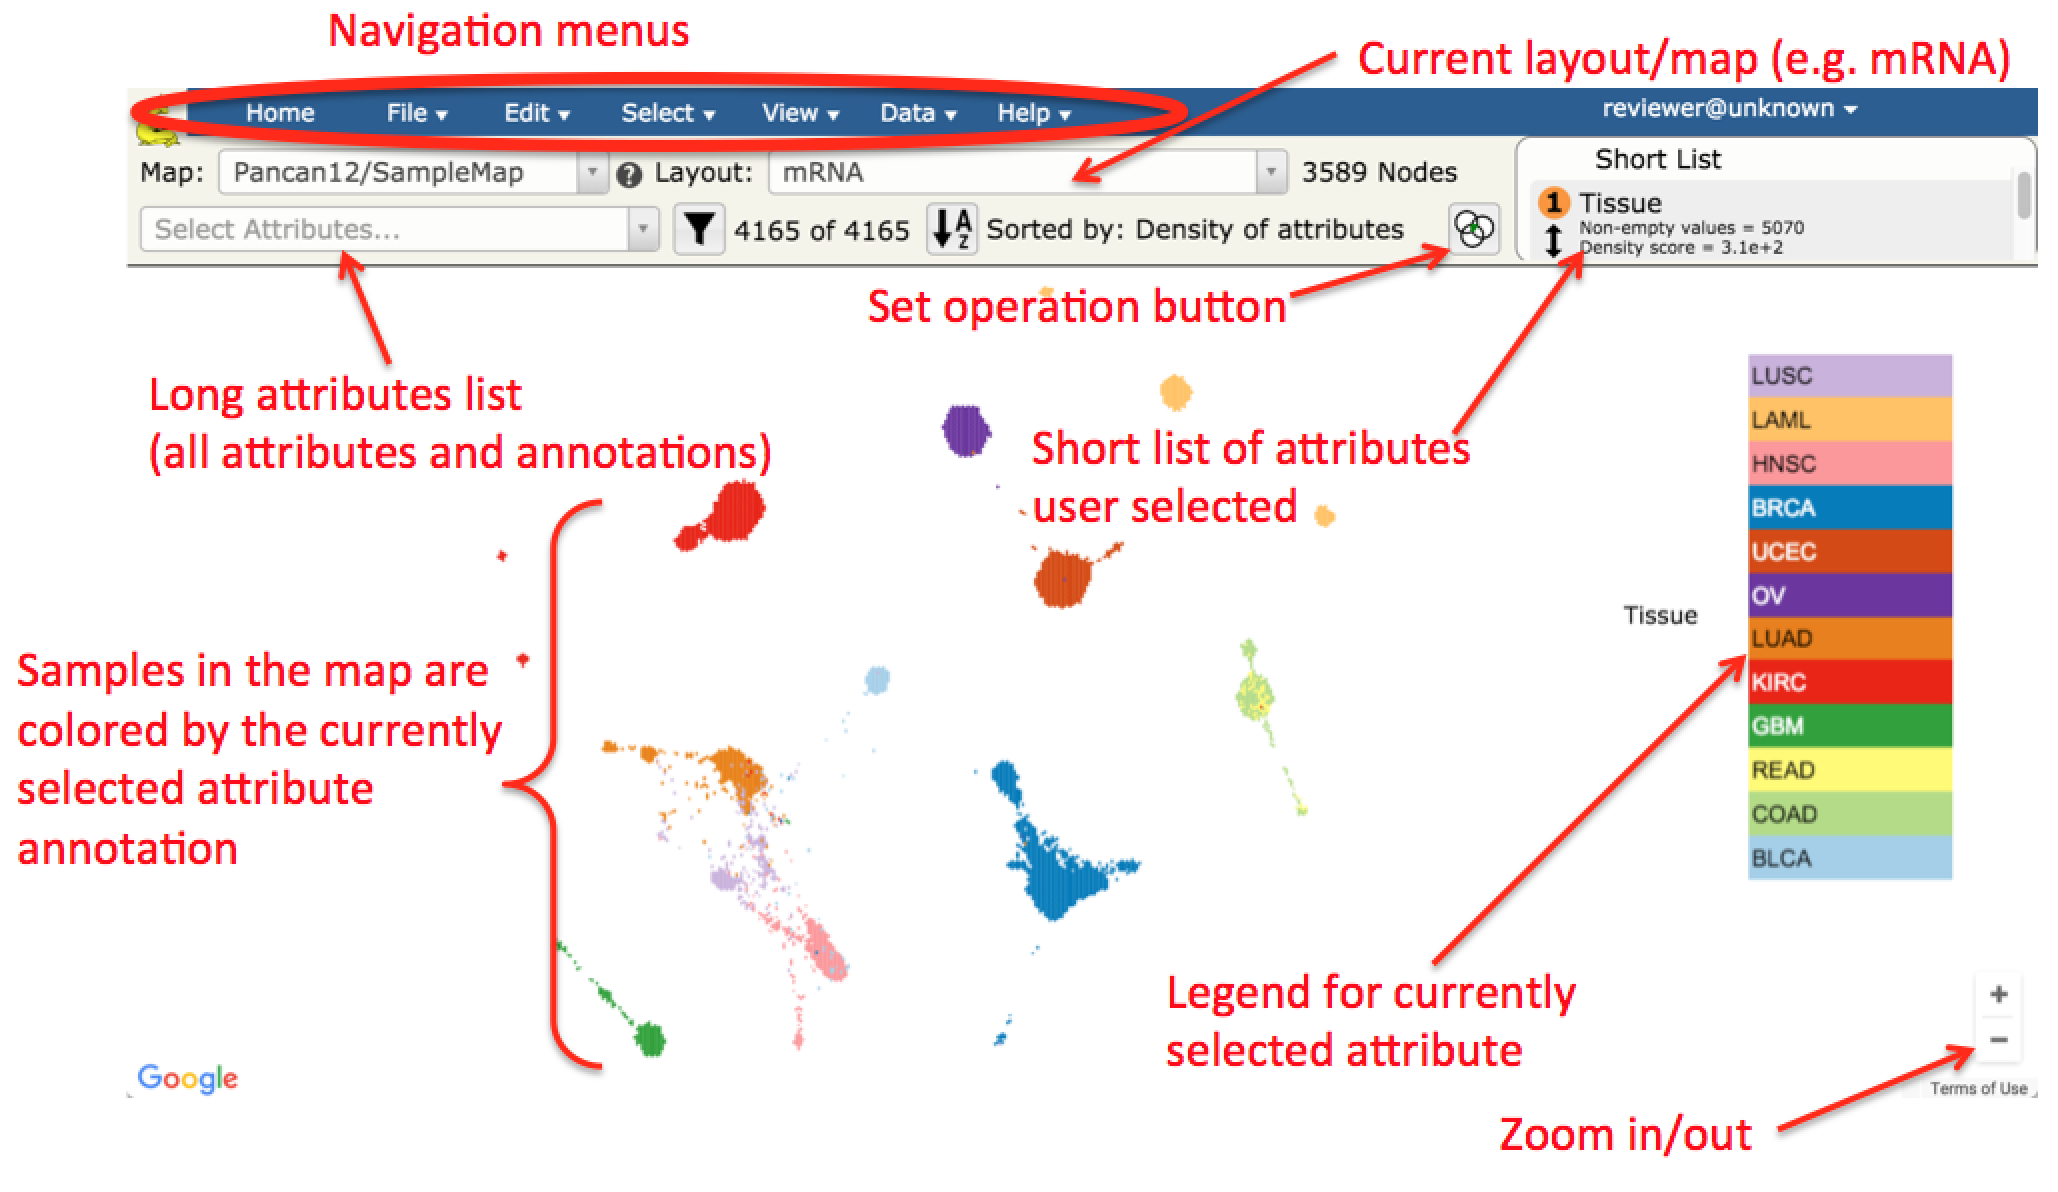 Navigation menus
Current layout/map (e.g. mRNA)
Home File Edit Select View Data Help reviewer@unknown
Map: Pancan12/SampleMap ? Layout: mRNA 3589 Nodes
Short List
Select Attributes... 4165 of 4165 A Z Sorted by: Density of attributes
1 Tissue
Non-empty values = 5070
Density score = 3.1e+2
Set operation button
Long attributes list
(all attributes and annotations)
Short list of attributes
user selected
Samples in the map are
colored by the currently
selected attribute
annotation
Tissue
LUSC
LAML
HNSC
BRCA
UCEC
OV
LUAD
KIRC
GBM
READ
COAD
BLCA
Legend for currently
selected attribute
+
−
Google
Terms of Use
Zoom in/out